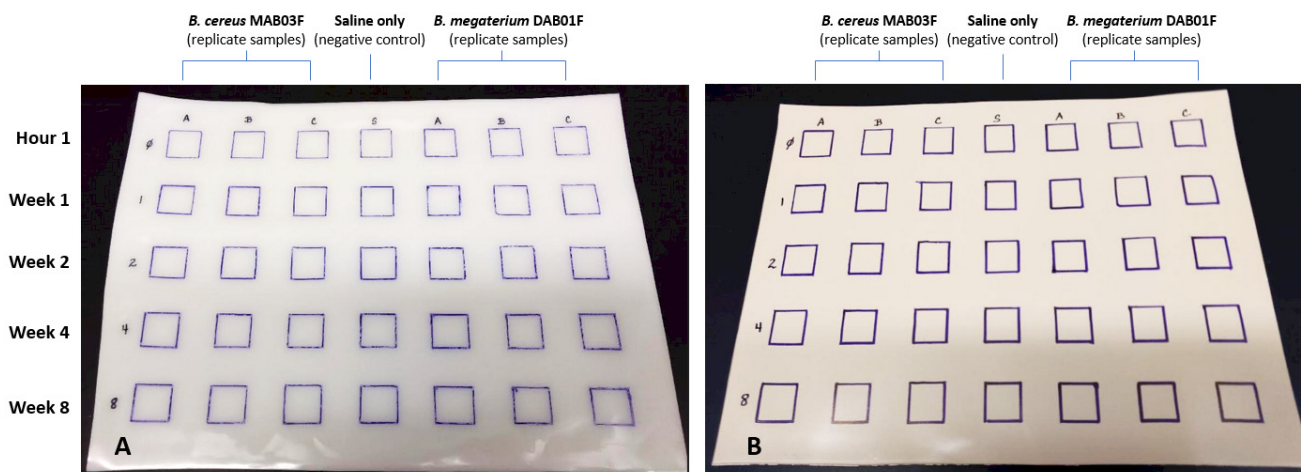 B. cereus MAB03F
(replicate samples)
Saline only
(negative control)
B. megaterium DAB01F
(replicate samples)
B. cereus MAB03F
(replicate samples)
Saline only
(negative control)
B. megaterium DAB01F
(replicate samples)
A B C S A B C
A B C S A B C
Hour 1
Week 1
Week 2
Week 4
Week 8
0
1
2
4
8
0
1
2
4
8
A
B